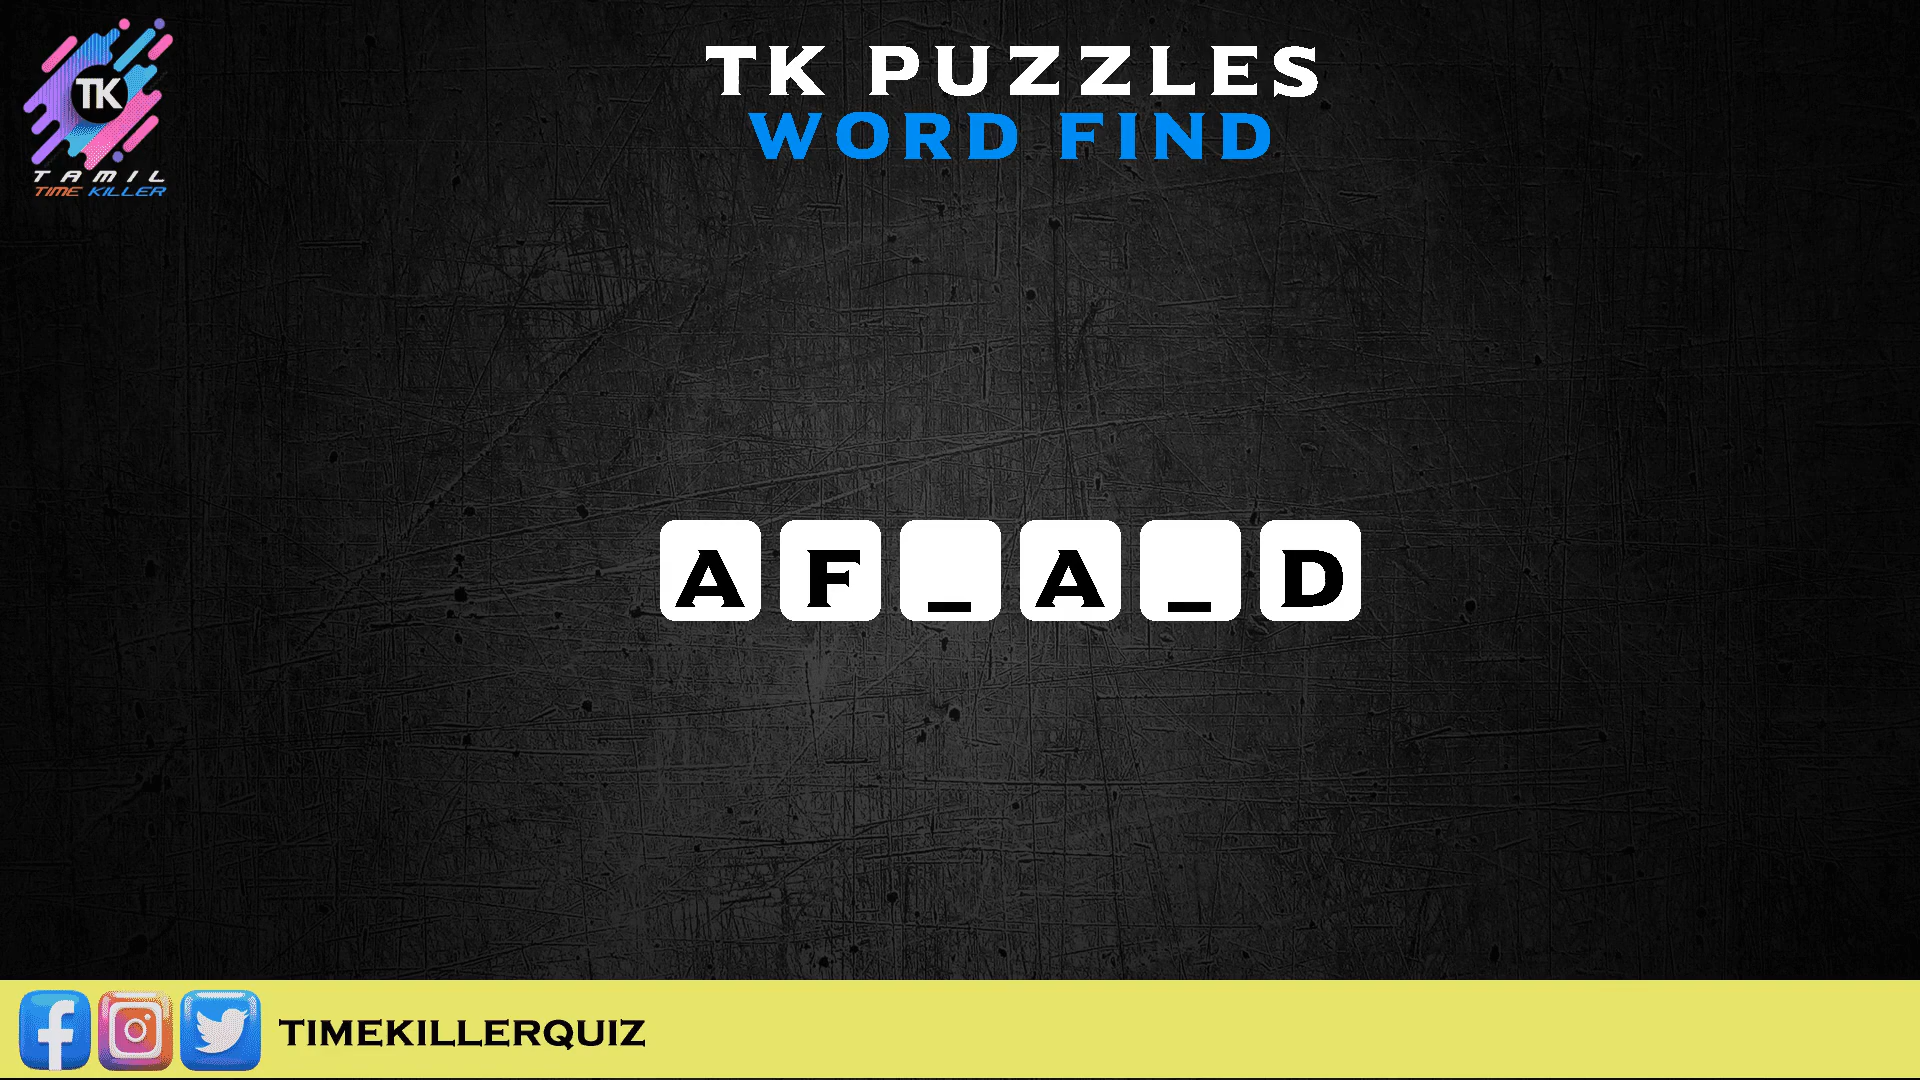 TK PUZZLES
WORD FIND
TK
TAMIL
TIME KILLER
A F _ A _ D
TIMEKILLERQUIZ